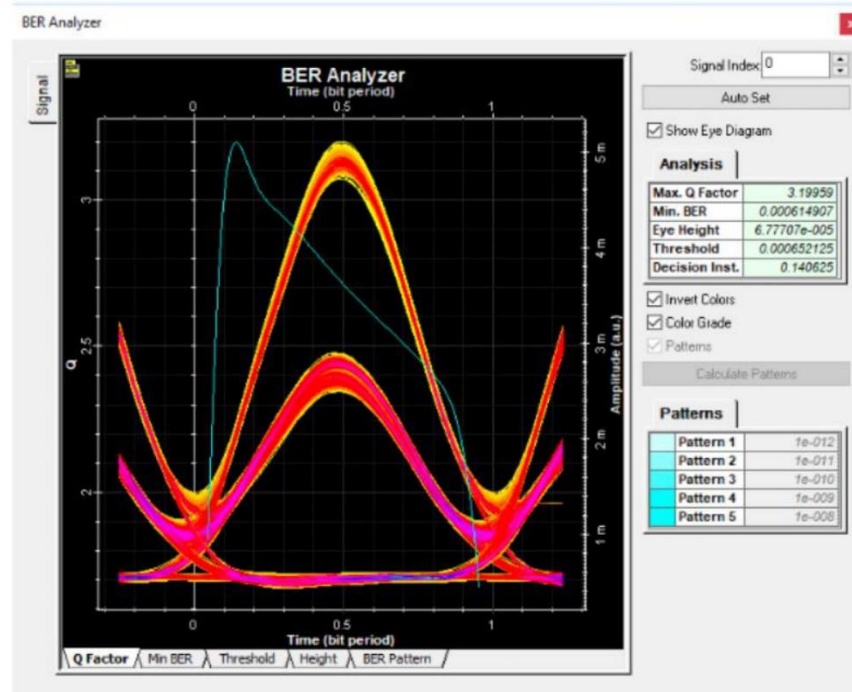 BER Analyzer
x
Signal
BER Analyzer
Time (bit period)
0 0.5 1
Q
3
2.5
2
Amplitude (a.u.)
5 m
4 m
3 m
2 m
1 m
0 0.5 1
Time (bit period)
Q Factor Min BER Threshold Height BER Pattern
Signal Index: 0
Auto Set
Show Eye Diagram
Analysis
Max. Q Factor 3.19959
Min. BER 0.000614907
Eye Height 6.77707e-005
Threshold 0.000652125
Decision Inst. 0.140625
Invert Colors
Color Grade
Patterns
Calculate Patterns
Patterns
Pattern 1 1e-012
Pattern 2 1e-011
Pattern 3 1e-010
Pattern 4 1e-009
Pattern 5 1e-008